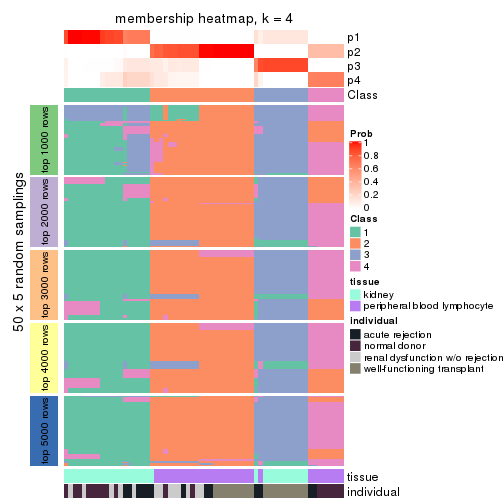 membership heatmap, k = 4
p1
p2
p3
p4
Class
50 x 5 random samplings
top 1000 rows
top 2000 rows
top 3000 rows
top 4000 rows
top 5000 rows
tissue
individual
Prob
1
0.8
0.6
0.4
0.2
0
Class
1
2
3
4
tissue
kidney
peripheral blood lymphocyte
individual
acute rejection
normal donor
renal dysfunction w/o rejection
well-functioning transplant